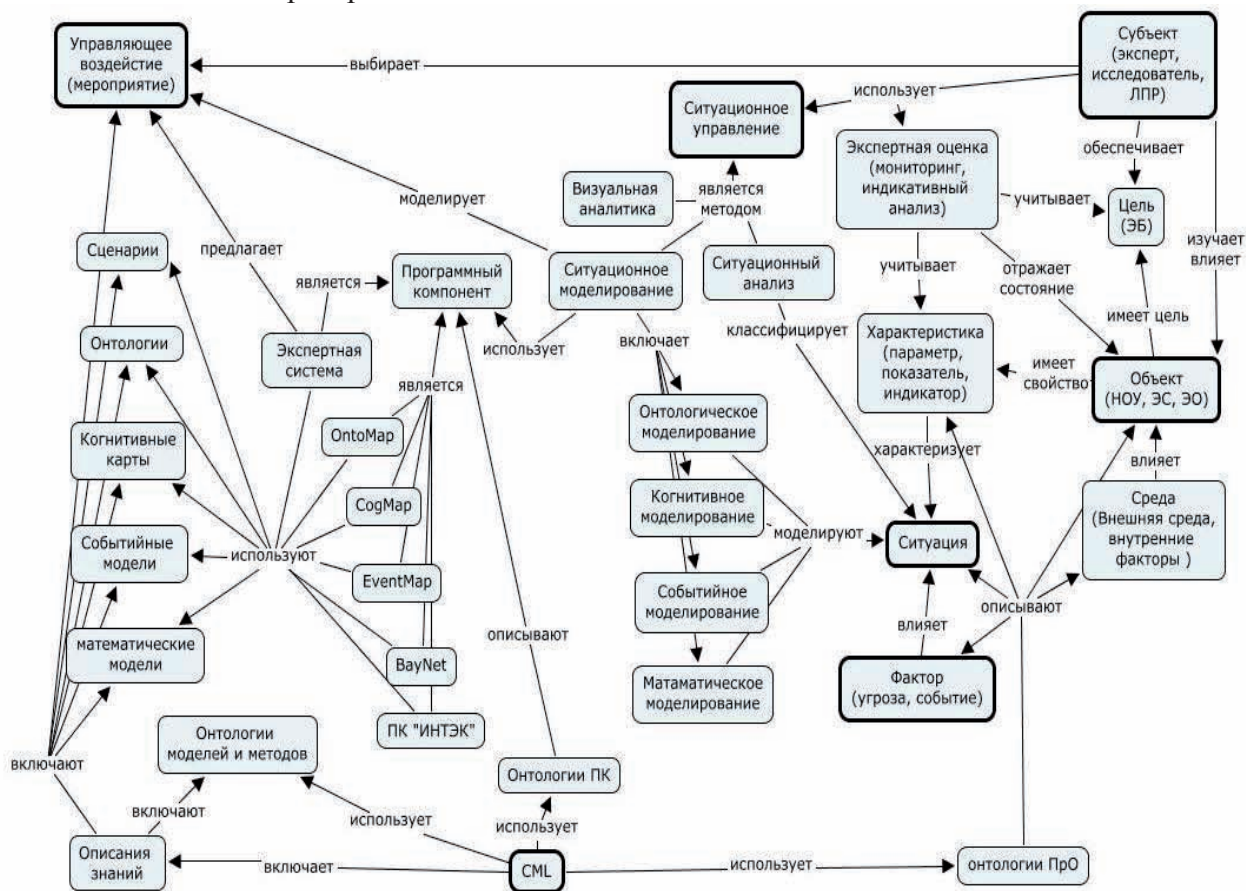 Управляющее
воздейстие
(мероприятие)
выбирает
Субъект
(эксперт,
исследователь,
ЛПР)
использует
Ситуационное
управление
обеспечивает
Экспертная оценка
(мониторинг,
индикативный
анализ)
Визуальная
аналитика
является
методом
учитывает
Цель
(ЭБ)
моделирует
изучает
влияет
Сценарии
предлагает
Программный
компонент
является
Ситуационное
моделирование
Ситуационный
анализ
учитывает
отражает
состояние
имеет цель
классифицирует
Онтологии
Экспертная
система
использует
включает
Характеристика
(параметр,
показатель,
индикатор)
имеет
свойство
Объект
(НОУ, ЭС, ЭО)
является
Онтологическое
моделирование
OntoMap
Когнитивные
карты
характеризует
влияет
CogMap
Когнитивное
моделирование
Среда
(Внешняя среда,
внутренние
факторы )
Событийные
модели
используют
моделируют
Ситуация
EventMap
Событийное
моделирование
описывают
описывают
влияет
математические
модели
BayNet
Матаматическое
моделирование
Фактор
(угроза, событие)
ПК "ИНТЭК"
Онтологии
моделей и методов
включают
Онтологии ПК
включают
использует
использует
Описания
знаний
включает
CML
использует
онтологии ПрО